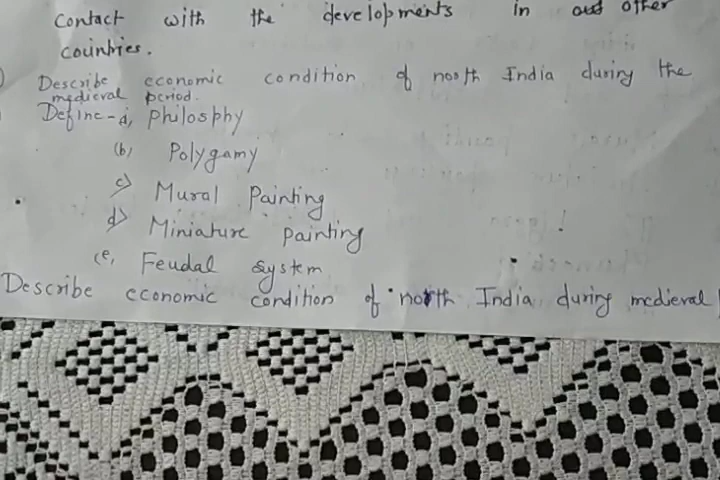 contact with the developments in other
countries.
Describe economic condition of north India during the
medieval period.
Define - a, Philosphy
(b) Polygamy
c) Mural Painting
d) Miniature Painting
(e, Feudal System
Describe economic condition of north India during medieval